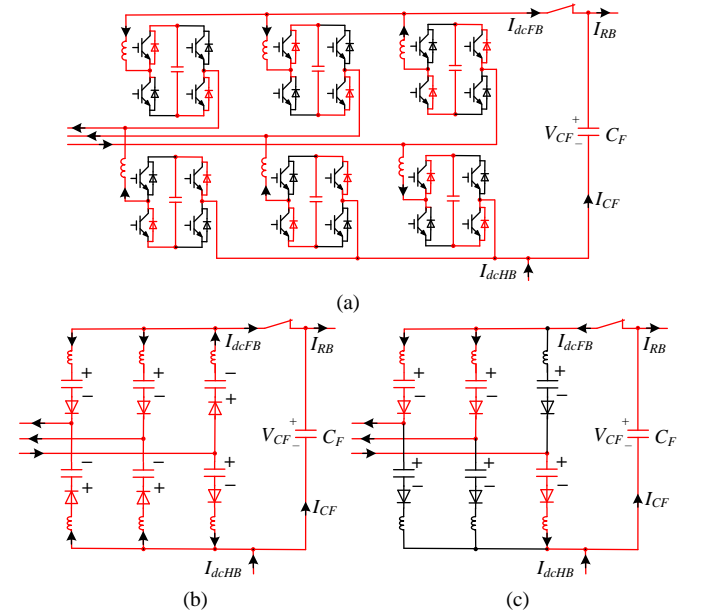 I_dcFB I_RB
+
V_CF C_F
−
I_CF
I_dcHB
(a)
I_dcFB I_RB I_dcFB I_RB
+ + − + + +
− − + − − −
+ +
V_CF C_F V_CF C_F
− −
− − + + + +
+ + − − − −
I_CF I_CF
I_dcHB I_dcHB
(b) (c)